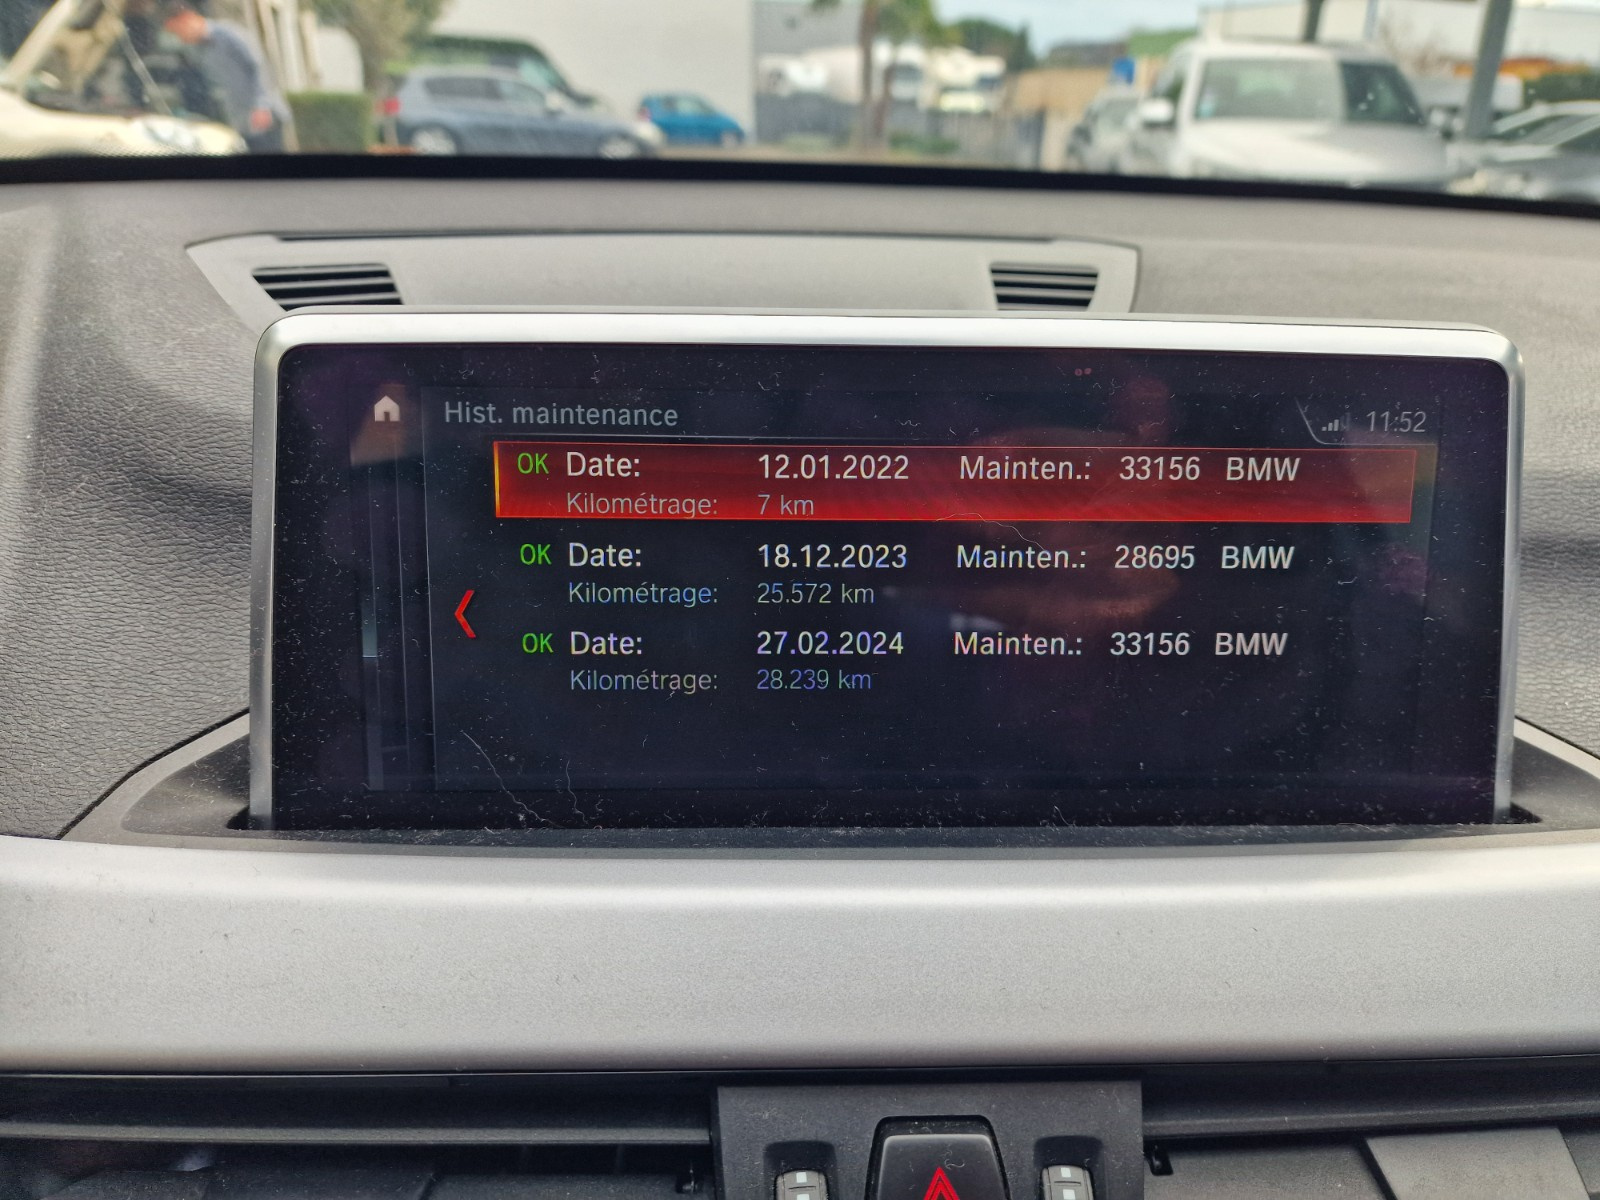 Hist. maintenance
11:52
OK Date: 12.01.2022 Mainten.: 33156 BMW
Kilométrage: 7 km
OK Date: 18.12.2023 Mainten.: 28695 BMW
Kilométrage: 25.572 km
OK Date: 27.02.2024 Mainten.: 33156 BMW
Kilométrage: 28.239 km